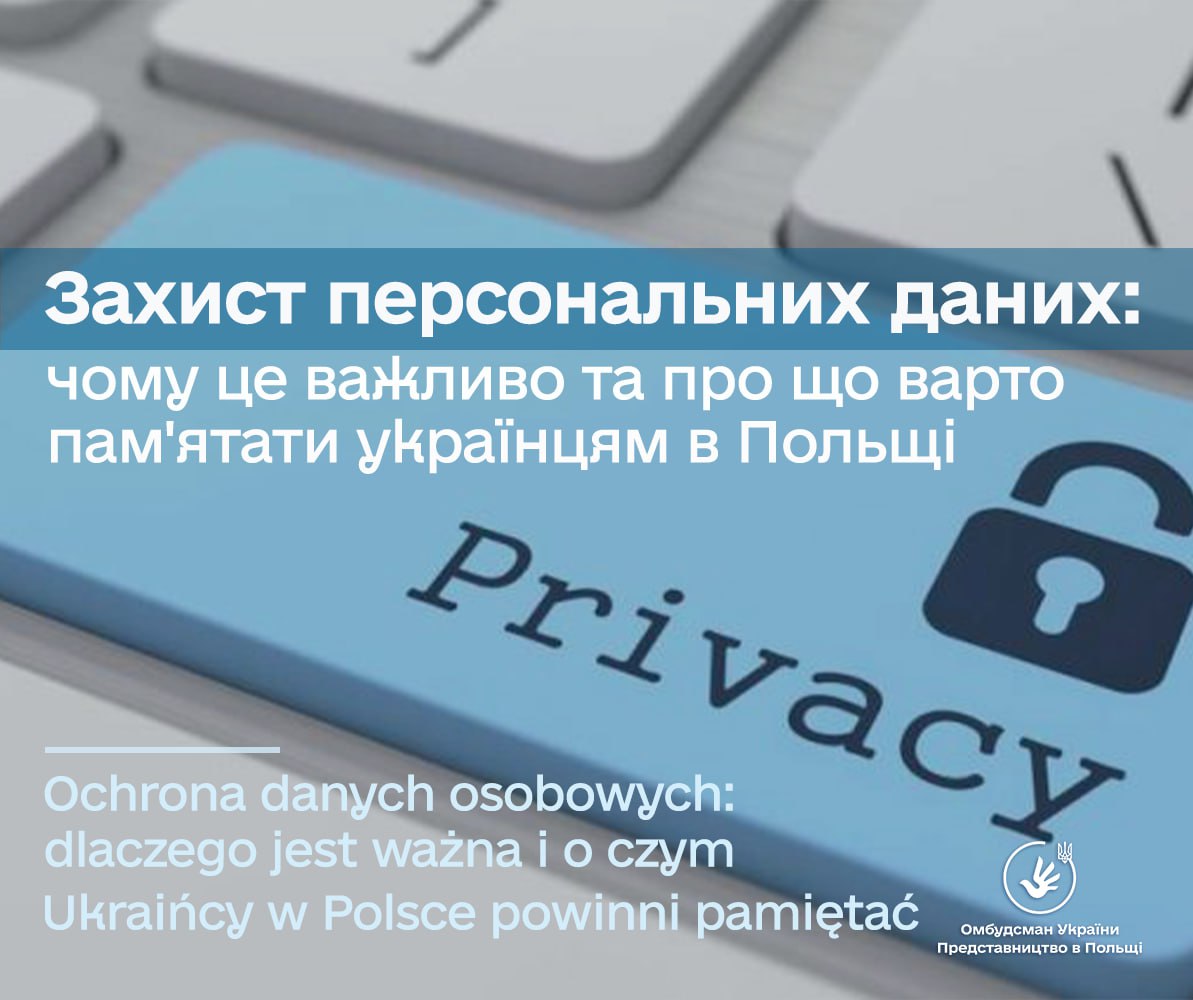 Захист персональних даних:
чому це важливо та про що варто
пам'ятати українцям в Польщі
Privacy
Ochrona danych osobowych:
dlaczego jest ważna i o czym
Ukraińcy w Polsce powinni pamiętać
Омбудсман України
Представництво в Польщі